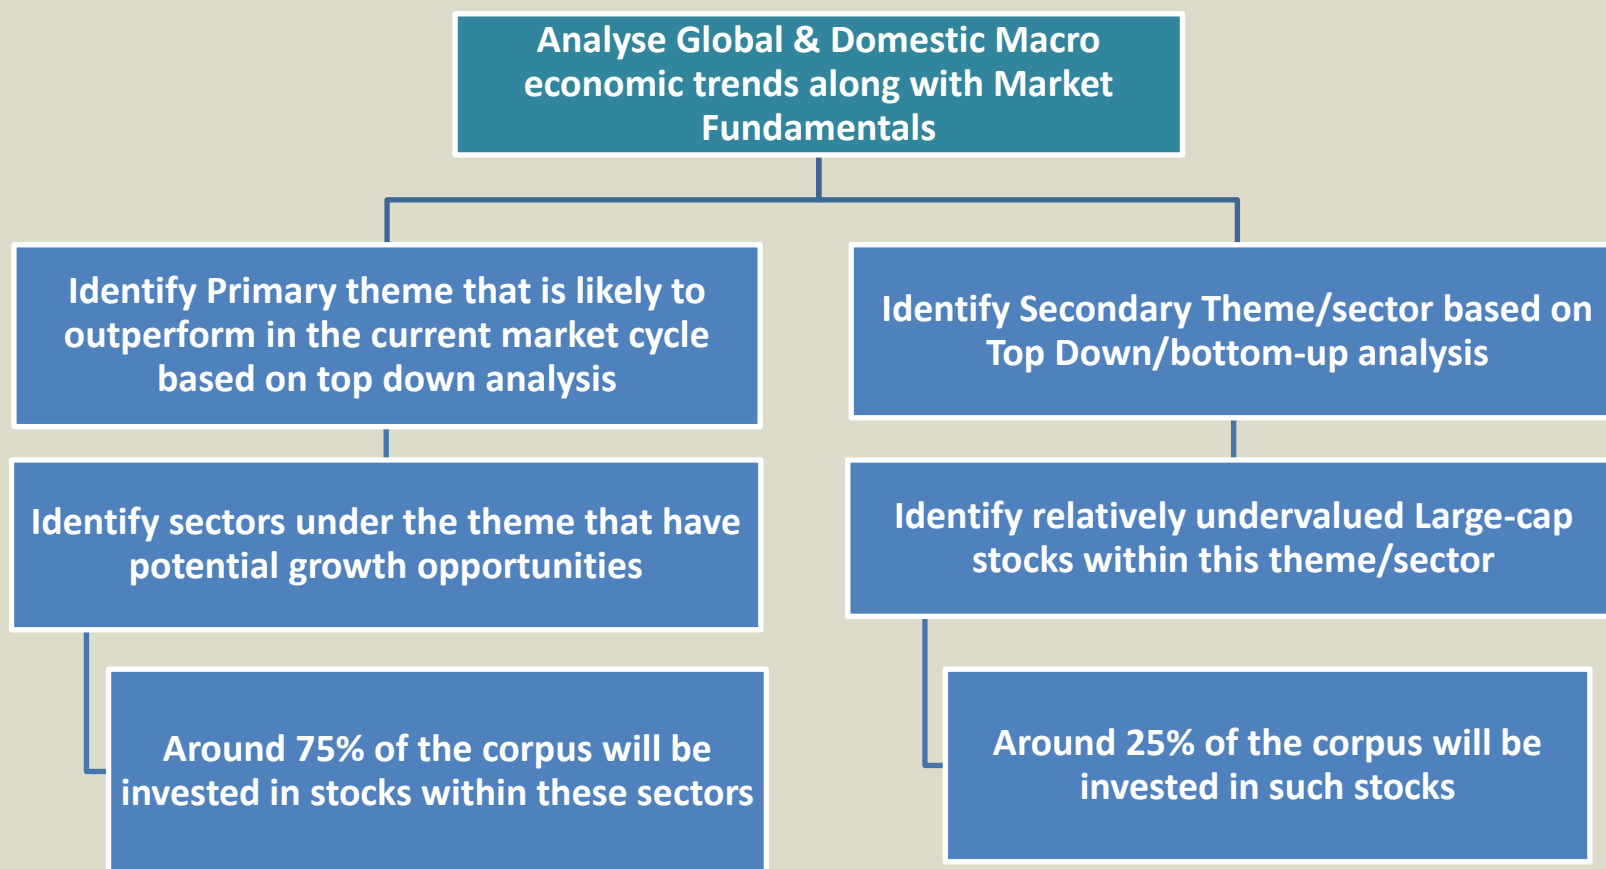 Analyse Global & Domestic Macro
economic trends along with Market
Fundamentals
Identify Primary theme that is likely to
outperform in the current market cycle
based on top down analysis
Identify sectors under the theme that have
potential growth opportunities
Around 75% of the corpus will be
invested in stocks within these sectors
Identify Secondary Theme/sector based on
Top Down/bottom-up analysis
Identify relatively undervalued Large-cap
stocks within this theme/sector
Around 25% of the corpus will be
invested in such stocks